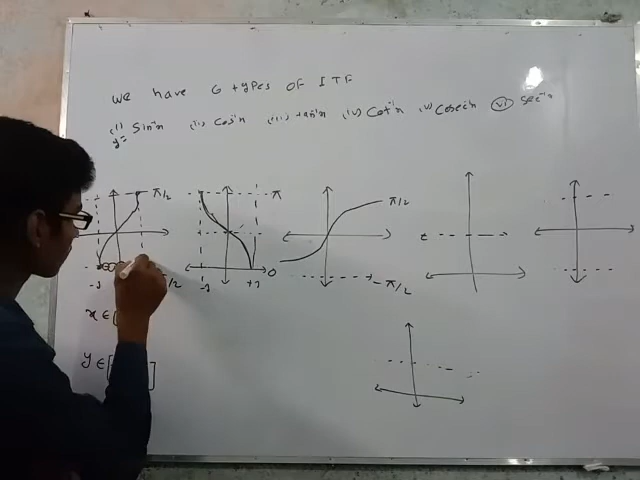 We have 6 types of ITF
(i) Sin⁻¹x (ii) Cos⁻¹x (iii) tan⁻¹x (iv) Cot⁻¹x (v) Cosec⁻¹x (vi) Sec⁻¹x
y=
π/2 π π/2
-1 /2 -1 +1 0 -π/2
x ∈ [
y ∈ [ ]